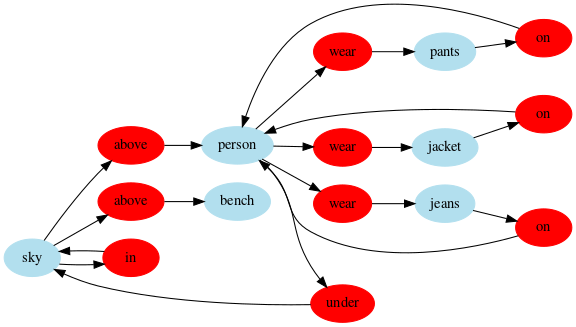 on
wear
pants
on
above
person
wear
jacket
above
bench
wear
jeans
on
sky
in
under